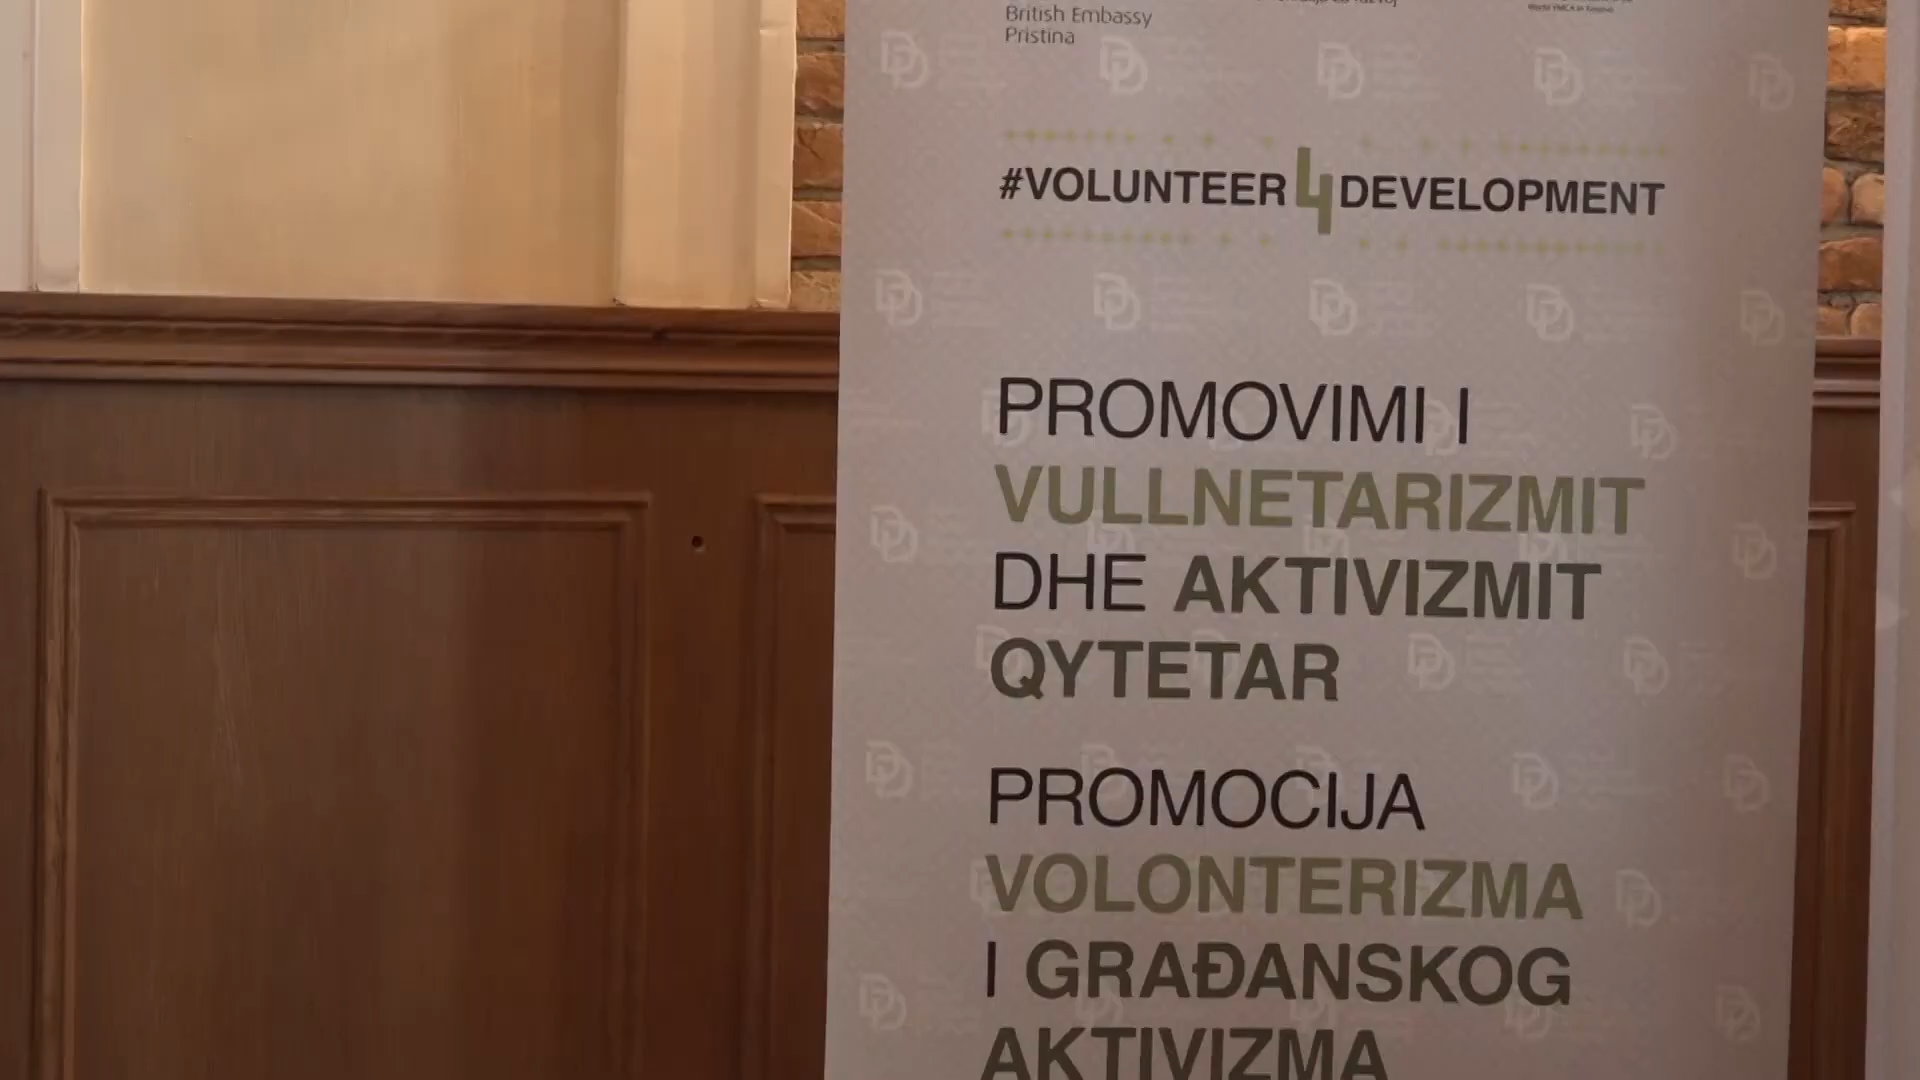 British Embassy
Pristina
#VOLUNTEER4DEVELOPMENT
PROMOVIMI I
VULLNETARIZMIT
DHE AKTIVIZMIT
QYTETAR
PROMOCIJA
VOLONTERIZMA
I GRAĐANSKOG
AKTIVIZMA